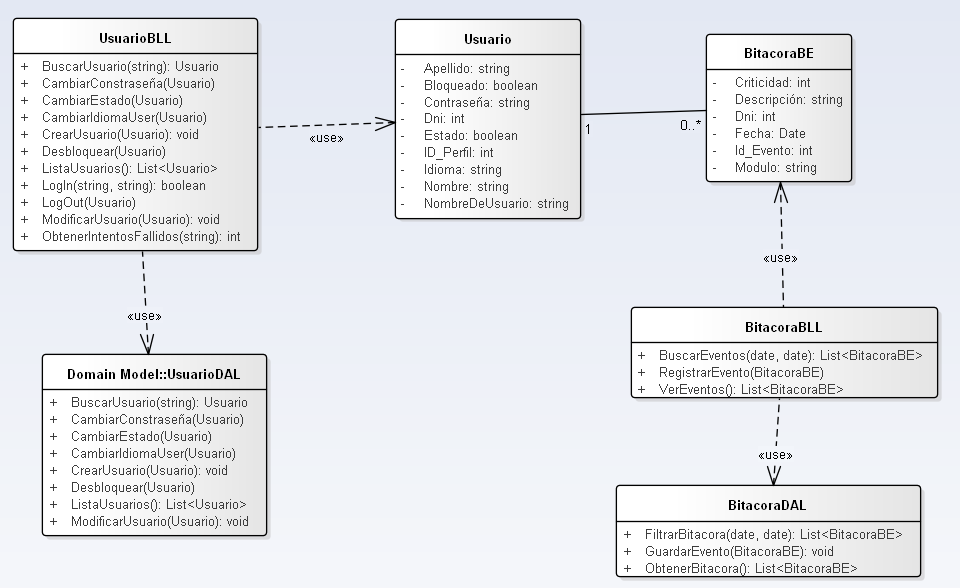 UsuarioBLL
+ BuscarUsuario(string): Usuario
+ CambiarConstraseña(Usuario)
+ CambiarEstado(Usuario)
+ CambiarIdiomaUser(Usuario)
+ CrearUsuario(Usuario): void
+ Desbloquear(Usuario)
+ ListaUsuarios(): List<Usuario>
+ LogIn(string, string): boolean
+ LogOut(Usuario)
+ ModificarUsuario(Usuario): void
+ ObtenerIntentosFallidos(string): int
«use»
Usuario
- Apellido: string
- Bloqueado: boolean
- Contraseña: string
- Dni: int
- Estado: boolean
- ID_Perfil: int
- Idioma: string
- Nombre: string
- NombreDeUsuario: string
1
0..*
BitacoraBE
- Criticidad: int
- Descripción: string
- Dni: int
- Fecha: Date
- Id_Evento: int
- Modulo: string
«use»
«use»
Domain Model::UsuarioDAL
+ BuscarUsuario(string): Usuario
+ CambiarConstraseña(Usuario)
+ CambiarEstado(Usuario)
+ CambiarIdiomaUser(Usuario)
+ CrearUsuario(Usuario): void
+ Desbloquear(Usuario)
+ ListaUsuarios(): List<Usuario>
+ ModificarUsuario(Usuario): void
BitacoraBLL
+ BuscarEventos(date, date): List<BitacoraBE>
+ RegistrarEvento(BitacoraBE)
+ VerEventos(): List<BitacoraBE>
«use»
BitacoraDAL
+ FiltrarBitacora(date, date): List<BitacoraBE>
+ GuardarEvento(BitacoraBE): void
+ ObtenerBitacora(): List<BitacoraBE>